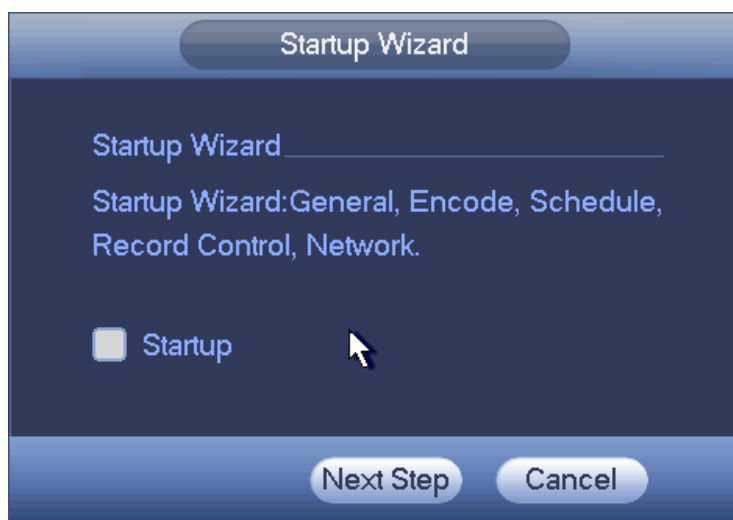 Startup Wizard
Startup Wizard
Startup Wizard:General, Encode, Schedule,
Record Control, Network.
Startup
Next Step Cancel